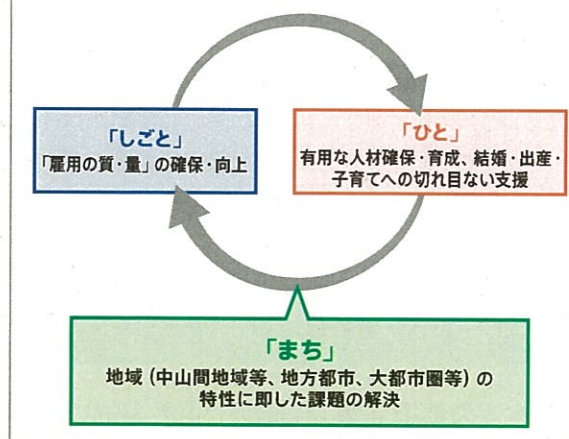 「しごと」
「雇用の質・量」の確保・向上
「ひと」
有用な人材確保・育成、結婚・出産・
子育てへの切れ目ない支援
「まち」
地域（中山間地域等、地方都市、大都市圏等）の
特性に即した課題の解決